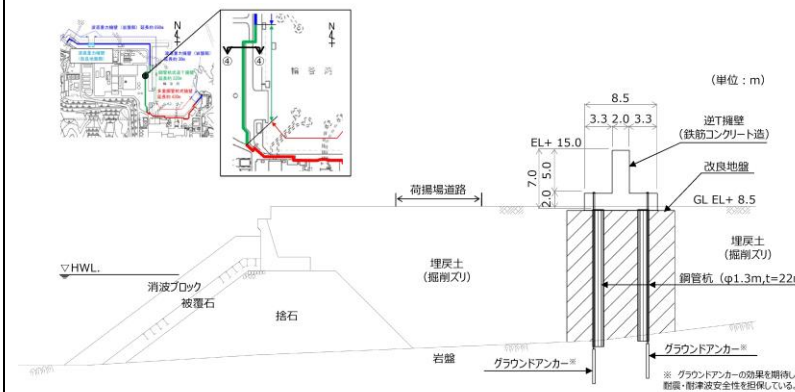 N
N
④
④
輪谷湾
(単位：m)
8.5
3.3 2.0 3.3
逆T擁壁
(鉄筋コンクリート造)
EL+ 15.0
改良地盤
7.0
5.0
2.0
GL EL+ 8.5
荷揚場道路
埋戻土
(掘削ズリ)
埋戻土
(掘削ズリ)
▽HWL.
消波ブロック
被覆石
捨石
鋼管杭（φ1.3m,t=22m
岩盤
グラウンドアンカー※
グラウンドアンカー※
※ グラウンドアンカーの効果を期待し
耐震・耐津波安全性を担保している。